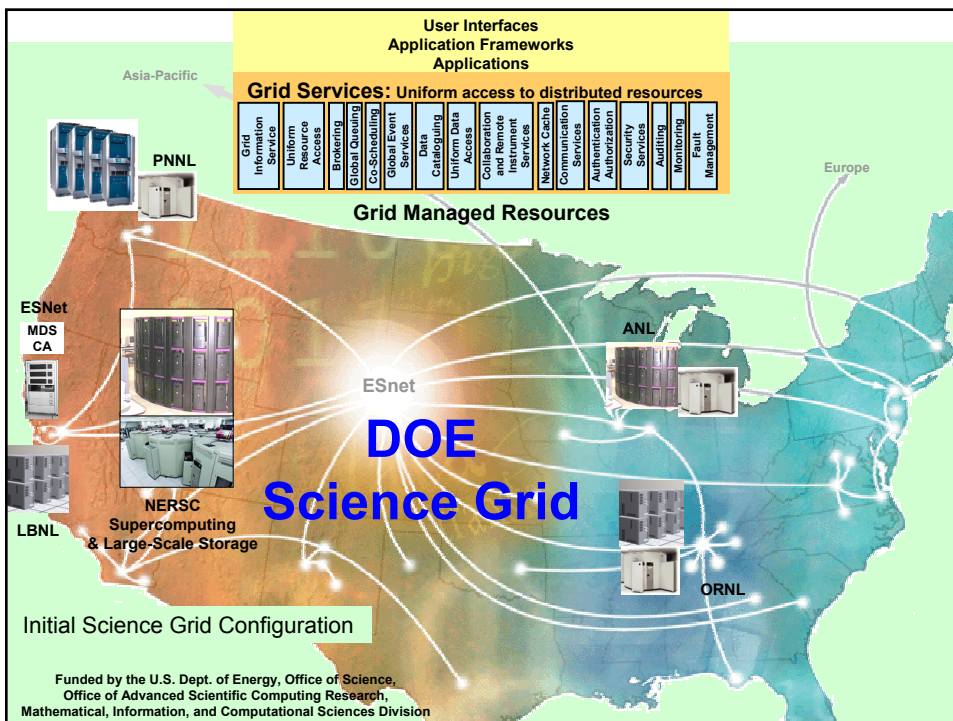 User Interfaces
Application Frameworks
Applications
Asia-Pacific
Grid Services: Uniform access to distributed resources
Grid
Information
Service
Uniform
Resource
Access
Brokering
Global Queuing
Co-Scheduling
Global Event
Services
Data
Cataloguing
Uniform Data
Access
Collaboration
and Remote
Instrument
Services
Network Cache
Communication
Services
Authentication
Authorization
Security
Services
Auditing
Monitoring
Fault
Management
PNNL
Europe
Grid Managed Resources
ESNet
MDS
CA
ANL
ESnet
DOE
Science Grid
NERSC
Supercomputing
& Large-Scale Storage
LBNL
ORNL
Initial Science Grid Configuration
Funded by the U.S. Dept. of Energy, Office of Science,
Office of Advanced Scientific Computing Research,
Mathematical, Information, and Computational Sciences Division